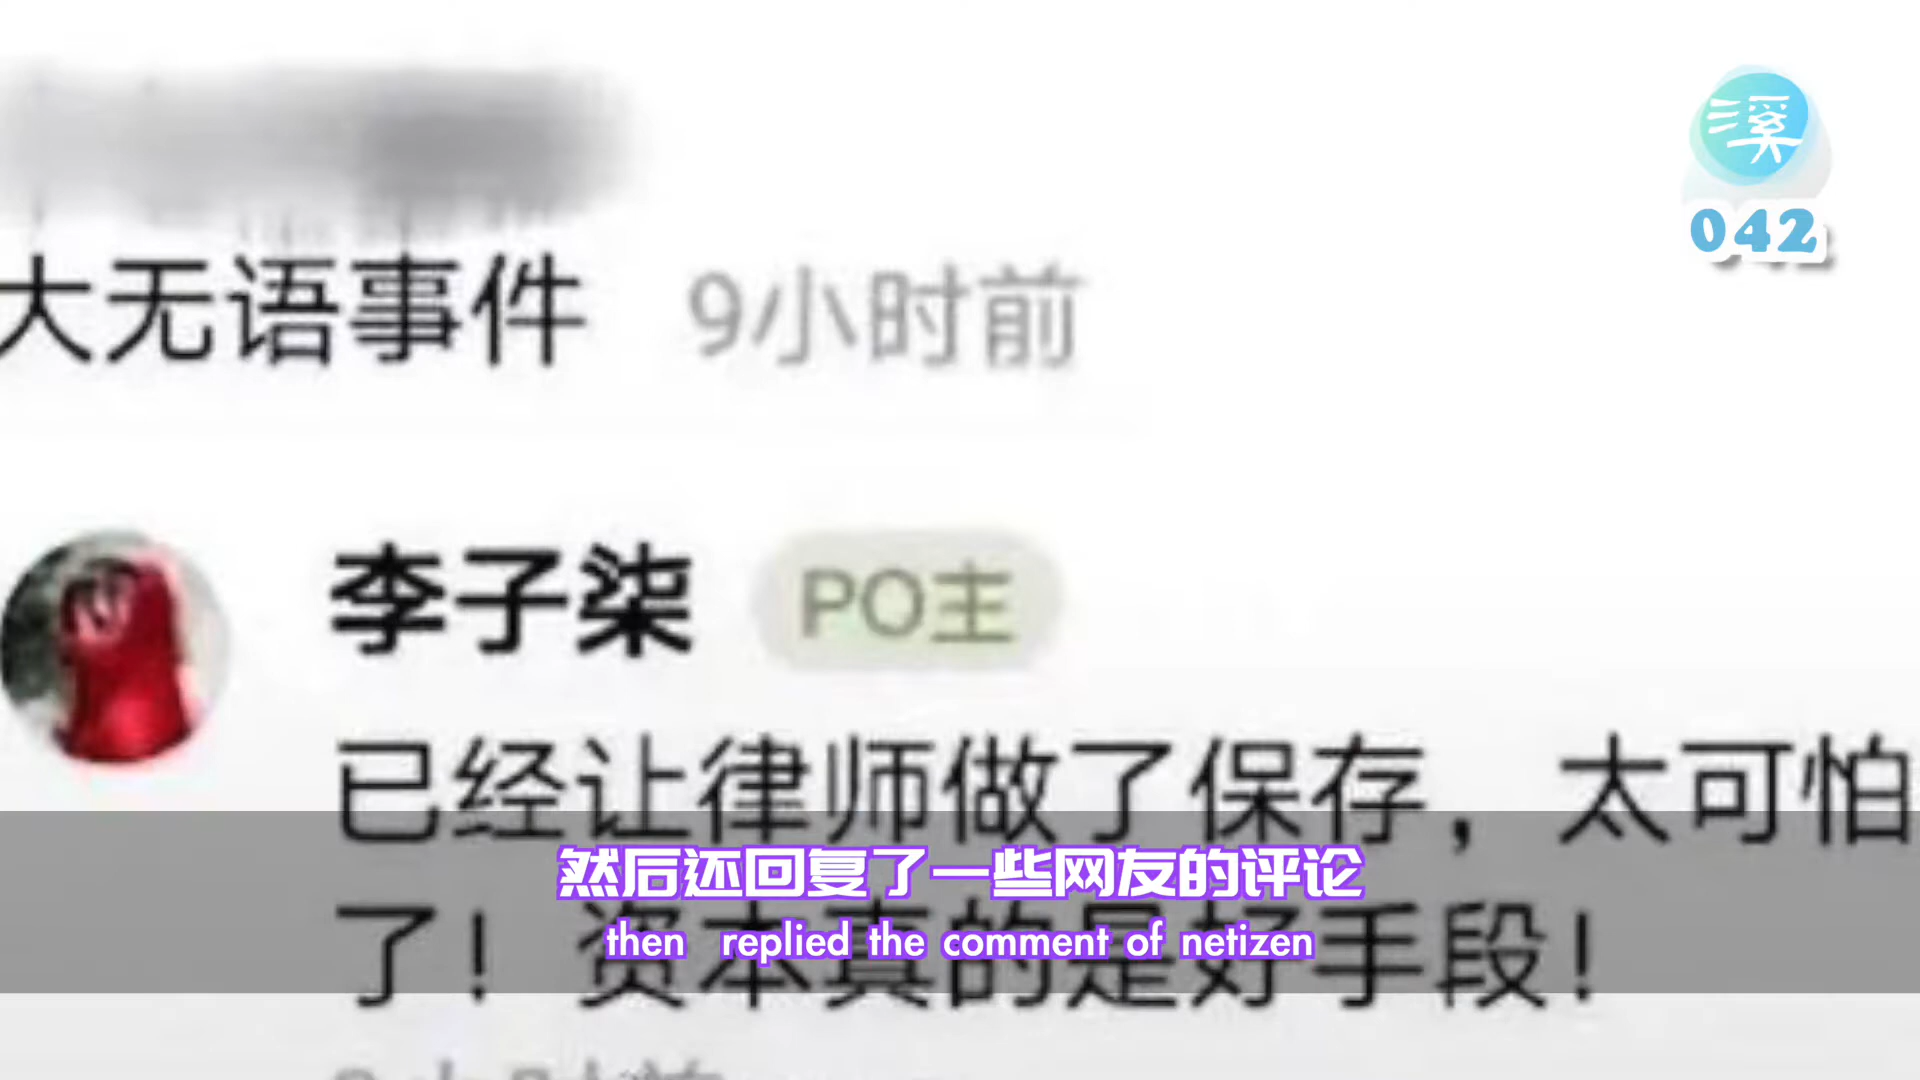 溪
042
大无语事件 9小时前
李子柒 PO主
已经让律师做了保存，太可怕
了！资本真的是好手段！
然后还回复了一些网友的评论
then replied the comment of netizen